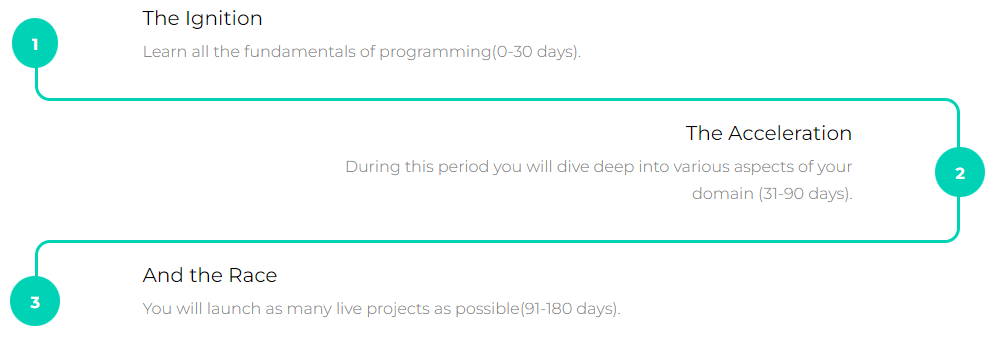 1
The Ignition
Learn all the fundamentals of programming(0-30 days).
The Acceleration
During this period you will dive deep into various aspects of your
domain (31-90 days).
2
And the Race
3
You will launch as many live projects as possible(91-180 days).